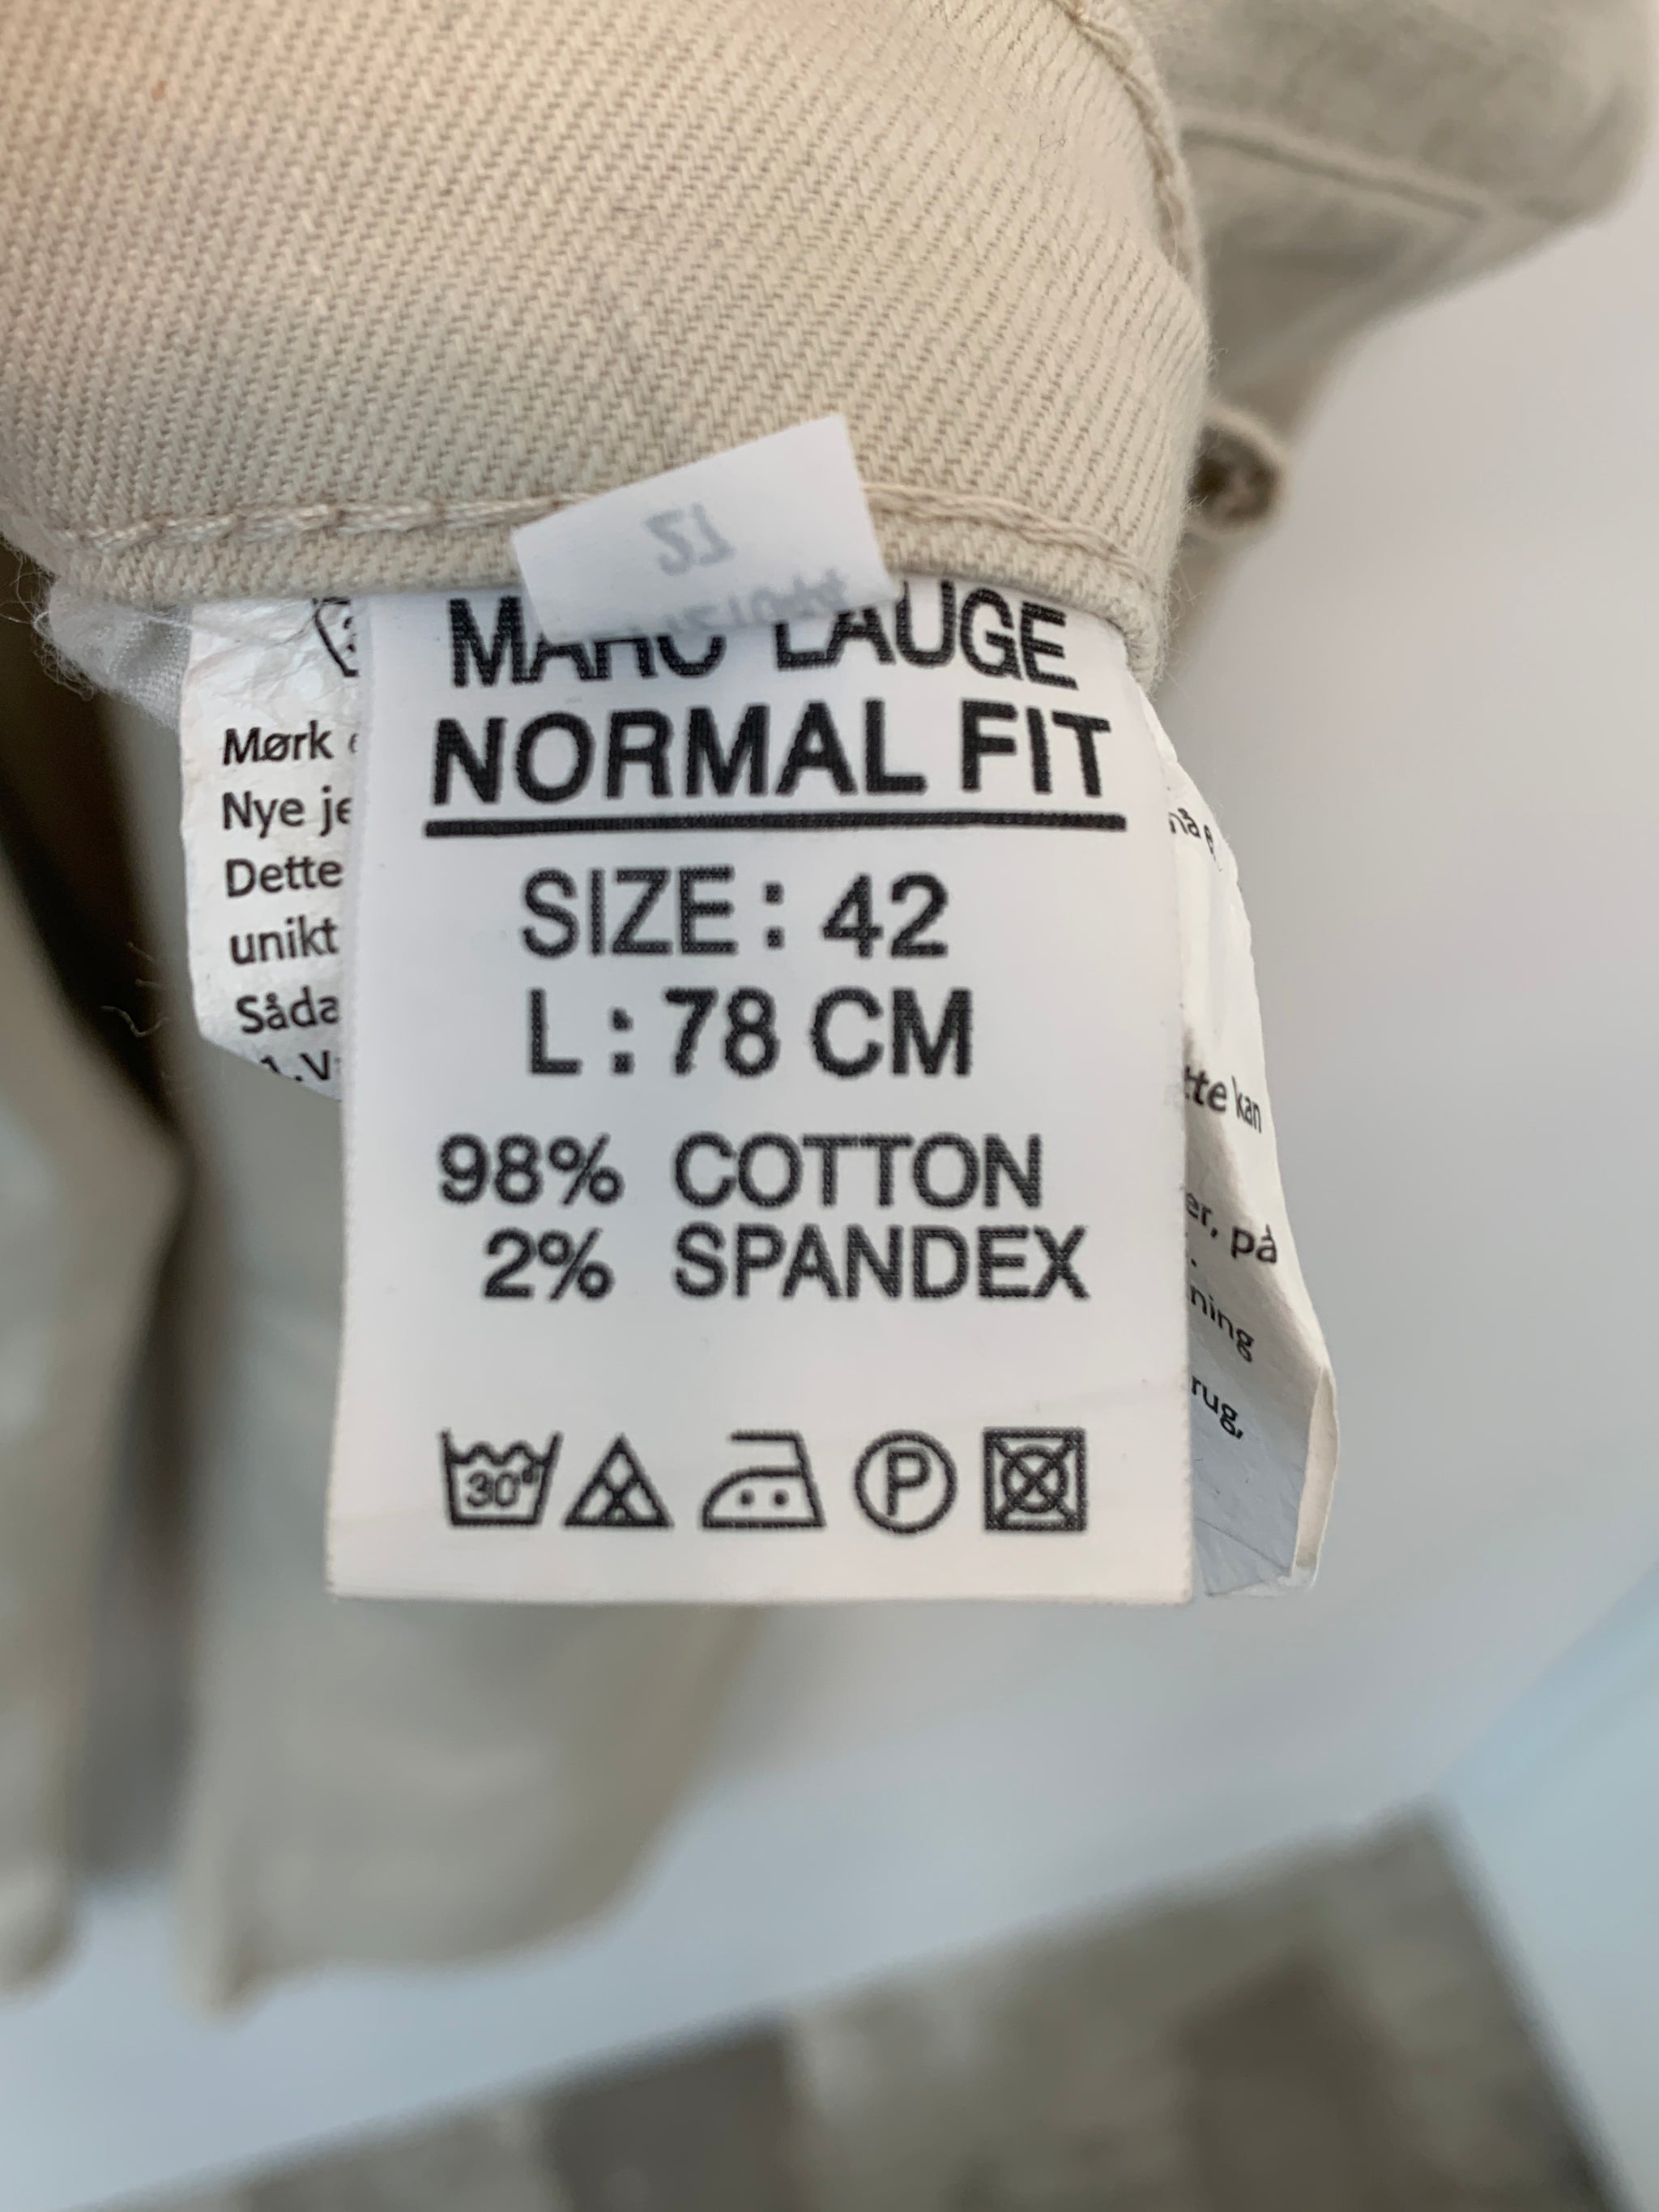 MARC LAUGE
NORMAL FIT
SIZE : 42
L : 78 CM
98% COTTON
2% SPANDEX
30°
P
Mørk
Nye je
Dette
unikt
Såda
tte kan
er, på
ning
rug,